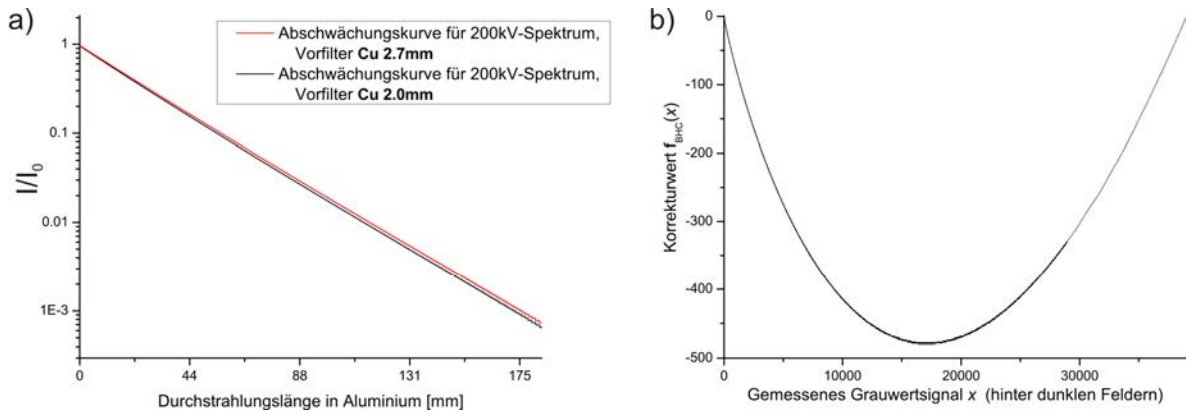 a)
Abschwächungskurve für 200kV-Spektrum,
Vorfilter Cu 2.7mm
Abschwächungskurve für 200kV-Spektrum,
Vorfilter Cu 2.0mm
1
0.1
0.01
1E-3
I/I0
0
44
88
131
175
Durchstrahlungslänge in Aluminium [mm]
b)
0
-100
-200
-300
-400
-500
Korrekturwert fBHC(x)
0
10000
20000
30000
Gemessenes Grauwertsignal x (hinter dunklen Feldern)